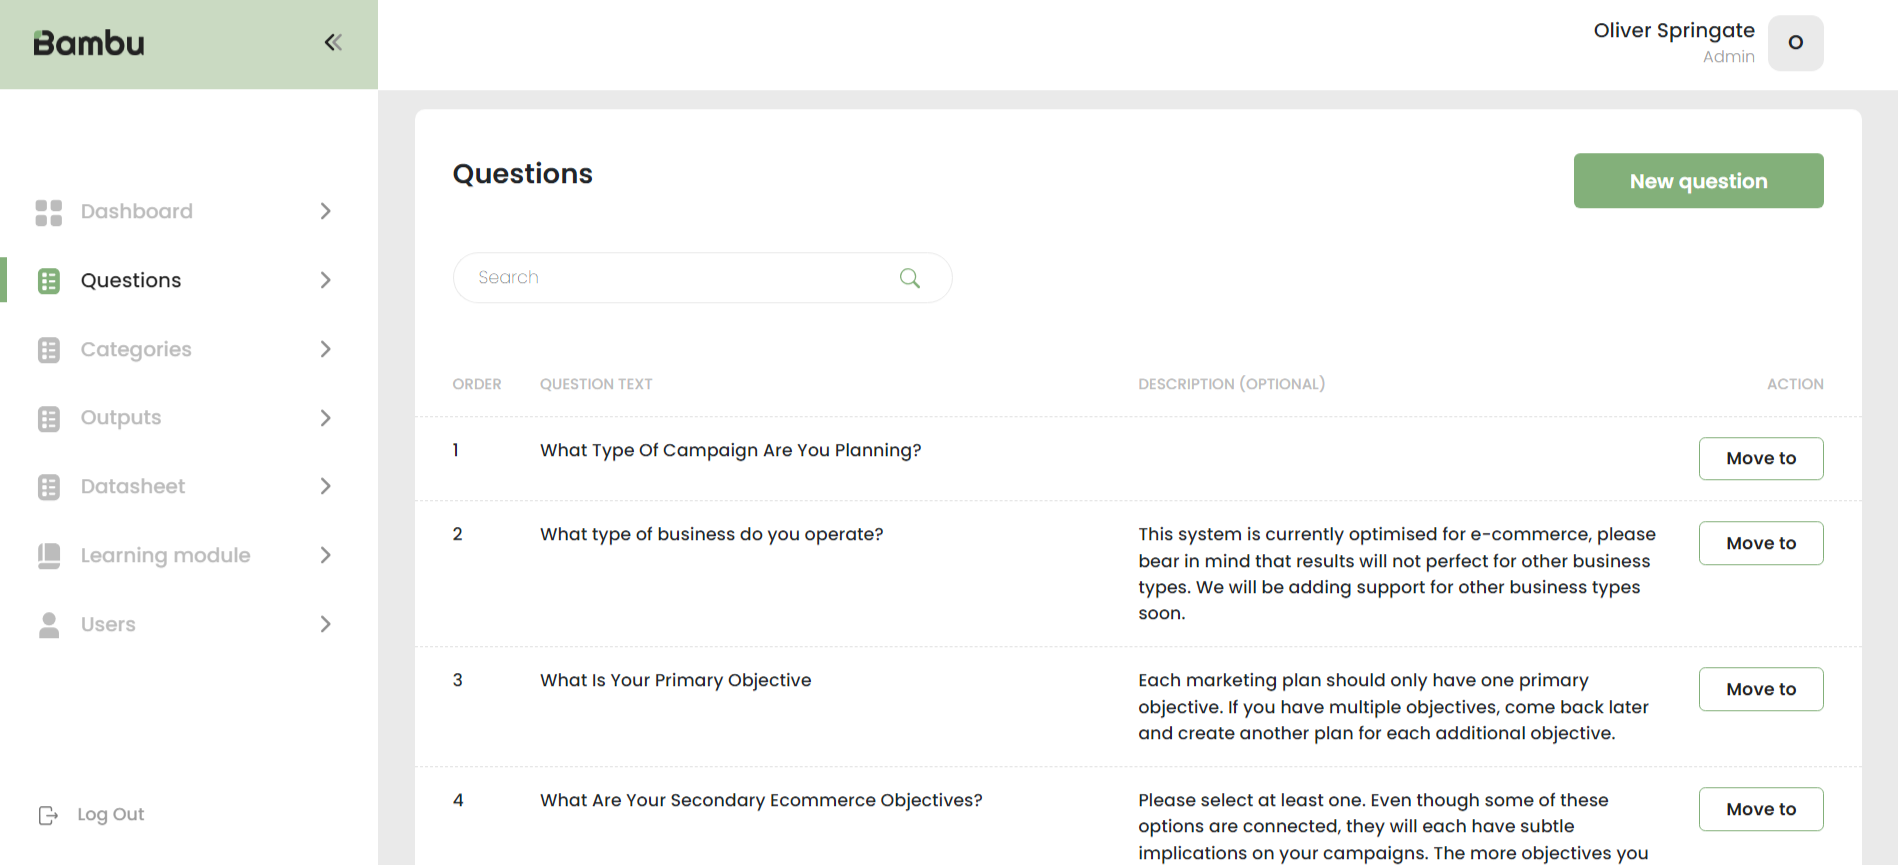 Bambu
Oliver Springate
Admin
O
Dashboard
Questions
Categories
Outputs
Datasheet
Learning module
Users
Log Out
Questions
New question
Search
ORDER QUESTION TEXT DESCRIPTION (OPTIONAL) ACTION
1 What Type Of Campaign Are You Planning? Move to
2 What type of business do you operate? This system is currently optimised for e-commerce, please Move to
bear in mind that results will not perfect for other business
types. We will be adding support for other business types
soon.
3 What Is Your Primary Objective Each marketing plan should only have one primary Move to
objective. If you have multiple objectives, come back later
and create another plan for each additional objective.
4 What Are Your Secondary Ecommerce Objectives? Please select at least one. Even though some of these Move to
options are connected, they will each have subtle
implications on your campaigns. The more objectives you